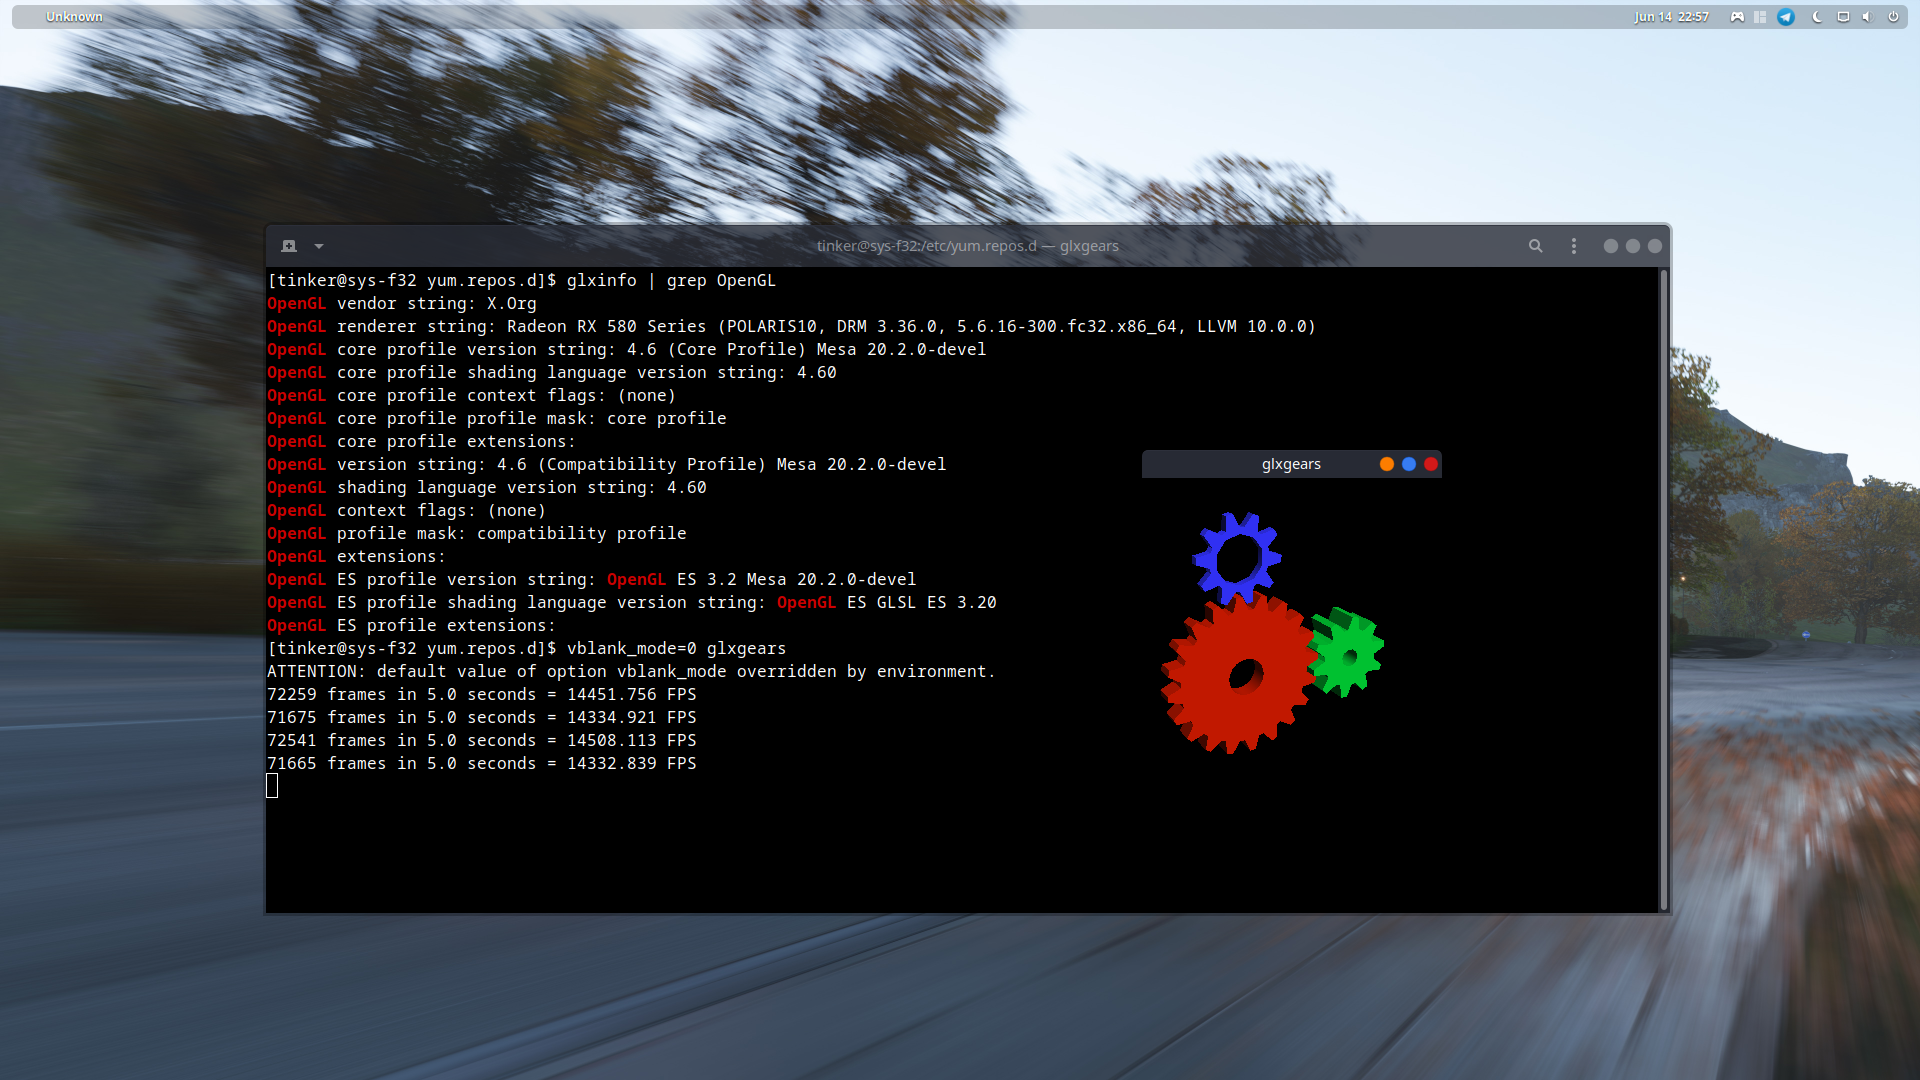 Unknown
Jun 14 22:57
tinker@sys-f32:/etc/yum.repos.d — glxgears
[tinker@sys-f32 yum.repos.d]$ glxinfo | grep OpenGL
OpenGL vendor string: X.Org
OpenGL renderer string: Radeon RX 580 Series (POLARIS10, DRM 3.36.0, 5.6.16-300.fc32.x86_64, LLVM 10.0.0)
OpenGL core profile version string: 4.6 (Core Profile) Mesa 20.2.0-devel
OpenGL core profile shading language version string: 4.60
OpenGL core profile context flags: (none)
OpenGL core profile profile mask: core profile
OpenGL core profile extensions:
OpenGL version string: 4.6 (Compatibility Profile) Mesa 20.2.0-devel
OpenGL shading language version string: 4.60
OpenGL context flags: (none)
OpenGL profile mask: compatibility profile
OpenGL extensions:
OpenGL ES profile version string: OpenGL ES 3.2 Mesa 20.2.0-devel
OpenGL ES profile shading language version string: OpenGL ES GLSL ES 3.20
OpenGL ES profile extensions:
[tinker@sys-f32 yum.repos.d]$ vblank_mode=0 glxgears
ATTENTION: default value of option vblank_mode overridden by environment.
72259 frames in 5.0 seconds = 14451.756 FPS
71675 frames in 5.0 seconds = 14334.921 FPS
72541 frames in 5.0 seconds = 14508.113 FPS
71665 frames in 5.0 seconds = 14332.839 FPS
glxgears